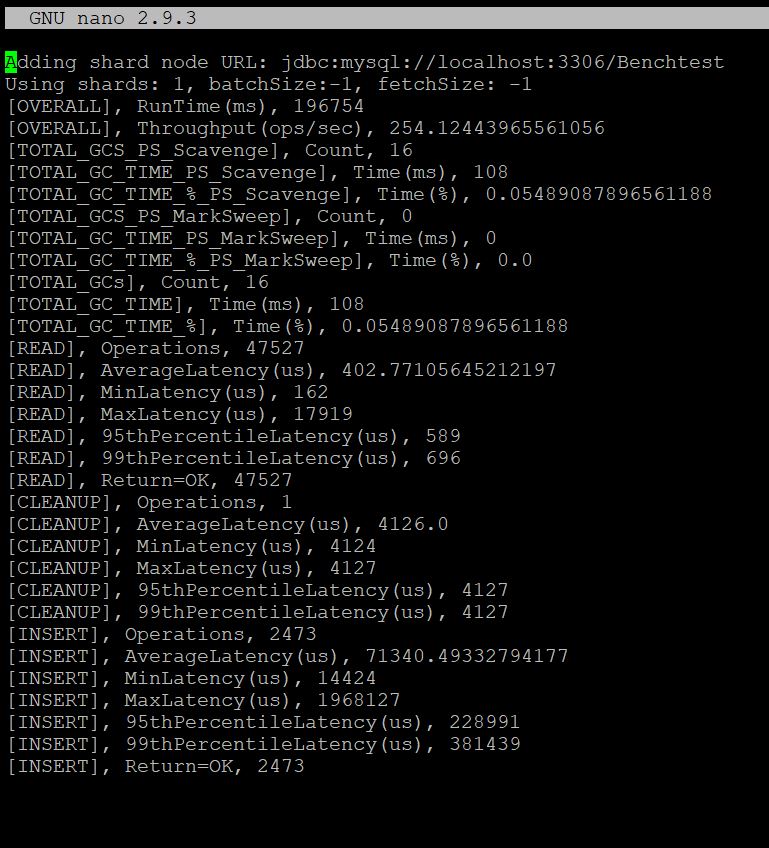 GNU nano 2.9.3
Adding shard node URL: jdbc:mysql://localhost:3306/Benchtest
Using shards: 1, batchSize:-1, fetchSize: -1
[OVERALL], RunTime(ms), 196754
[OVERALL], Throughput(ops/sec), 254.12443965561056
[TOTAL_GCS_PS_Scavenge], Count, 16
[TOTAL_GC_TIME_PS_Scavenge], Time(ms), 108
[TOTAL_GC_TIME_%_PS_Scavenge], Time(%), 0.05489087896561188
[TOTAL_GCS_PS_MarkSweep], Count, 0
[TOTAL_GC_TIME_PS_MarkSweep], Time(ms), 0
[TOTAL_GC_TIME_%_PS_MarkSweep], Time(%), 0.0
[TOTAL_GCs], Count, 16
[TOTAL_GC_TIME], Time(ms), 108
[TOTAL_GC_TIME_%], Time(%), 0.05489087896561188
[READ], Operations, 47527
[READ], AverageLatency(us), 402.77105645212197
[READ], MinLatency(us), 162
[READ], MaxLatency(us), 17919
[READ], 95thPercentileLatency(us), 589
[READ], 99thPercentileLatency(us), 696
[READ], Return=OK, 47527
[CLEANUP], Operations, 1
[CLEANUP], AverageLatency(us), 4126.0
[CLEANUP], MinLatency(us), 4124
[CLEANUP], MaxLatency(us), 4127
[CLEANUP], 95thPercentileLatency(us), 4127
[CLEANUP], 99thPercentileLatency(us), 4127
[INSERT], Operations, 2473
[INSERT], AverageLatency(us), 71340.49332794177
[INSERT], MinLatency(us), 14424
[INSERT], MaxLatency(us), 1968127
[INSERT], 95thPercentileLatency(us), 228991
[INSERT], 99thPercentileLatency(us), 381439
[INSERT], Return=OK, 2473